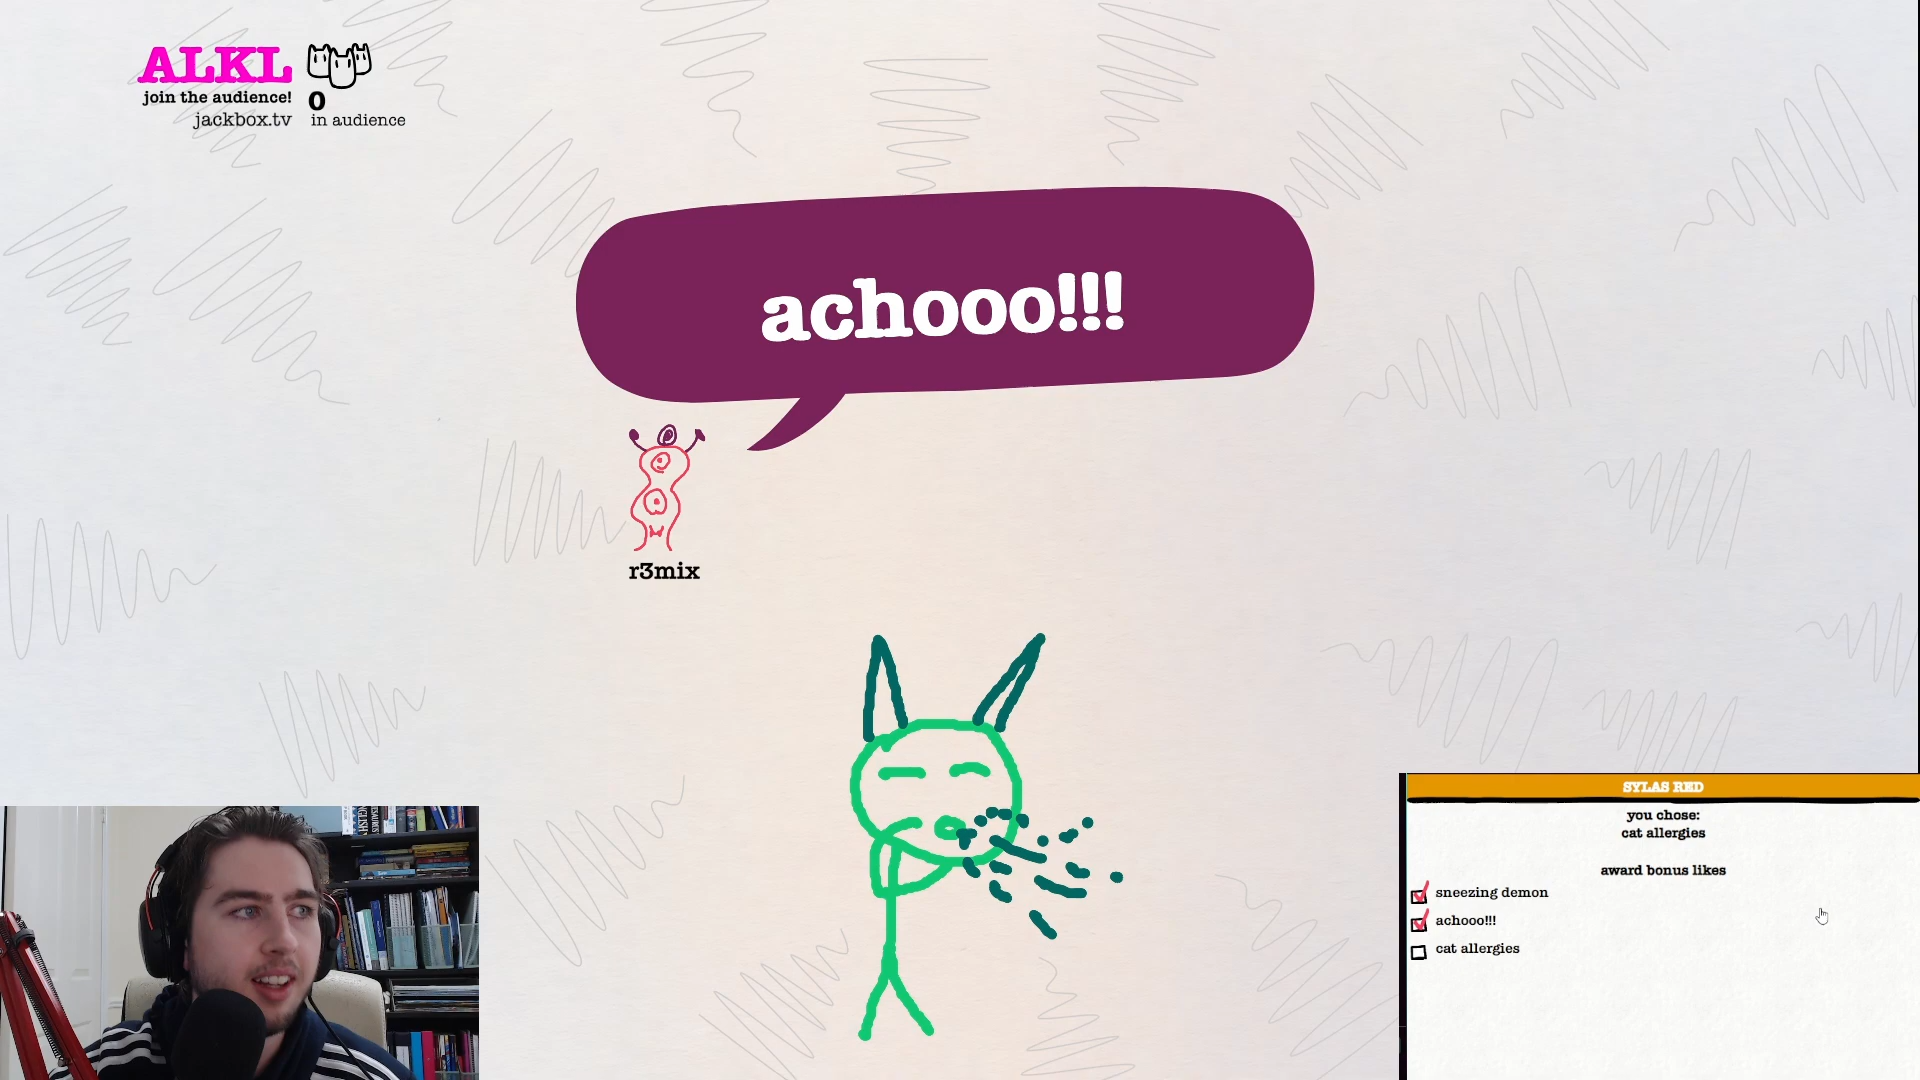 ALKL
join the audience!
jackbox.tv
0
in audience
achooo!!!
r3mix
SYLAS RED
you chose:
cat allergies
award bonus likes
sneezing demon
achooo!!!
cat allergies